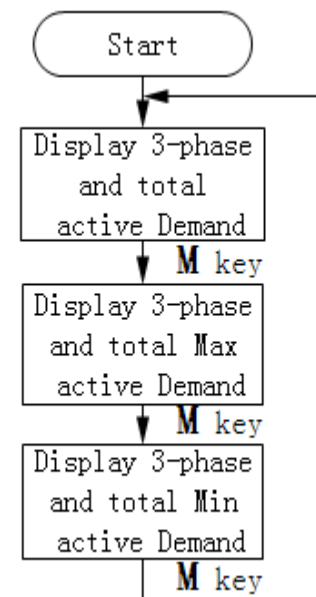 Start
Display 3-phase
and total
active Demand
M key
Display 3-phase
and total Max
active Demand
M key
Display 3-phase
and total Min
active Demand
M key